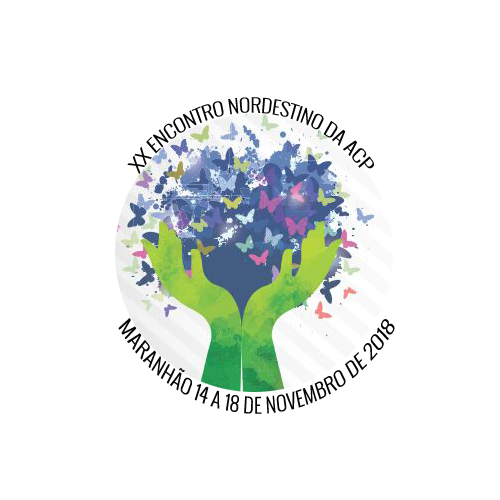 XX ENCONTRO NORDESTINO DA ACP
MARANHÃO 14 A 18 DE NOVEMBRO DE 2018